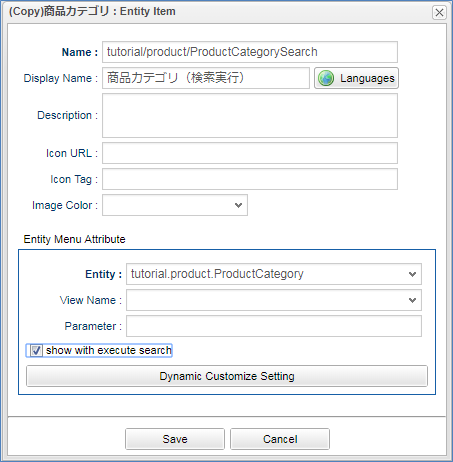 (Copy)商品カテゴリ : Entity Item
Name : tutorial/product/ProductCategorySearch
Display Name : 商品カテゴリ（検索実行） Languages
Description :
Icon URL :
Icon Tag :
Image Color :
Entity Menu Attribute
Entity : tutorial.product.ProductCategory
View Name :
Parameter :
show with execute search
Dynamic Customize Setting
Save Cancel